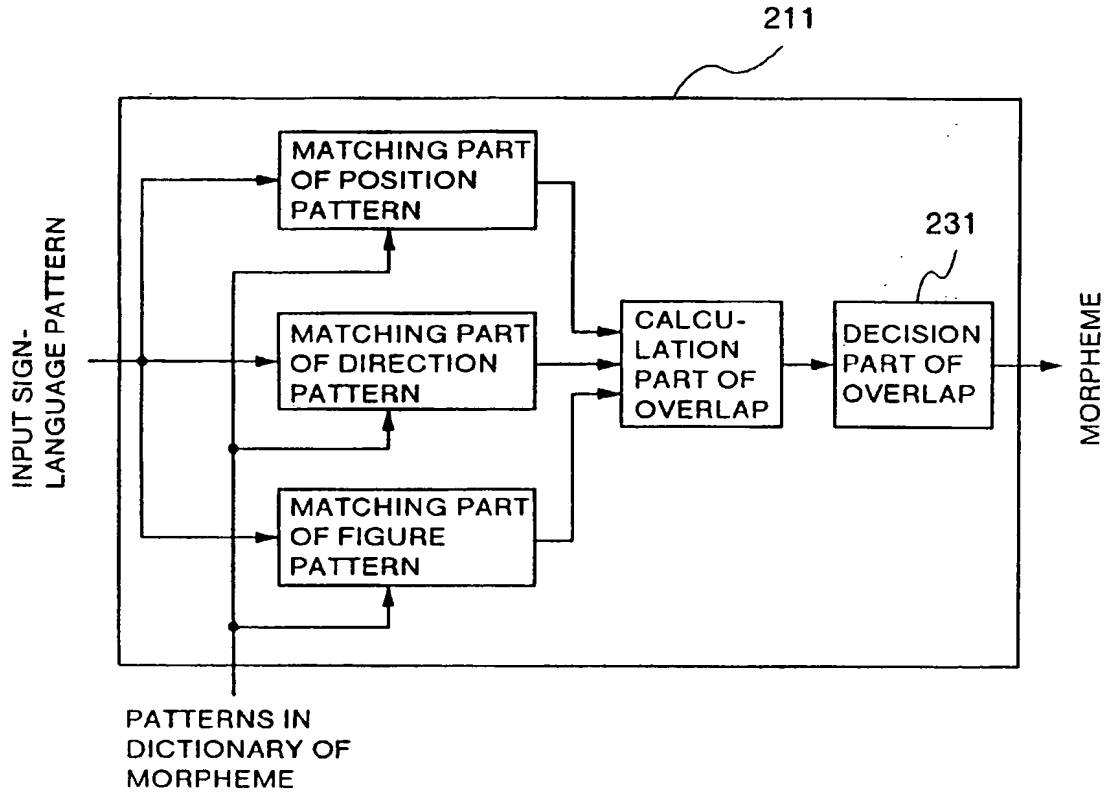 211
MATCHING PART
OF POSITION
PATTERN
231
INPUT SIGN-
LANGUAGE PATTERN
MATCHING PART
OF DIRECTION
PATTERN
CALCU-
LATION
PART OF
OVERLAP
DECISION
PART OF
OVERLAP
MORPHEME
MATCHING PART
OF FIGURE
PATTERN
PATTERNS IN
DICTIONARY OF
MORPHEME